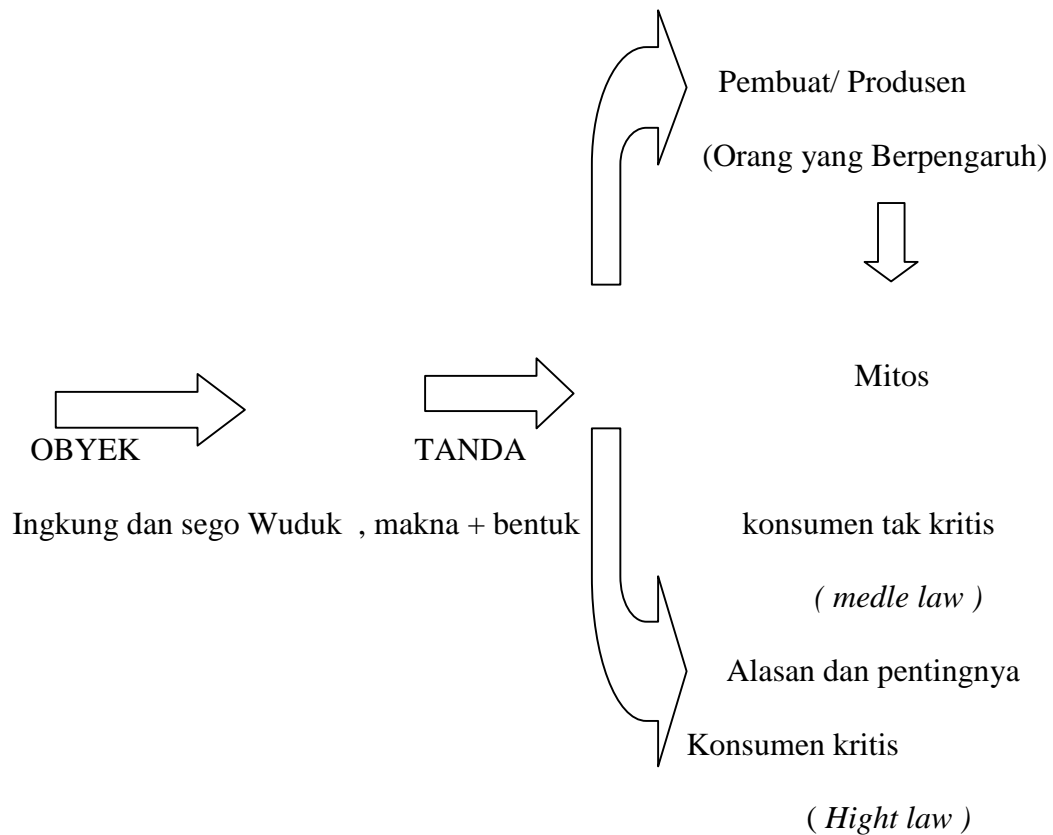 Pembuat/ Produsen
(Orang yang Berpengaruh)
Mitos
OBYEK TANDA
Ingkung dan sego Wuduk , makna + bentuk konsumen tak kritis
( medle law )
Alasan dan pentingnya
Konsumen kritis
( Hight law )